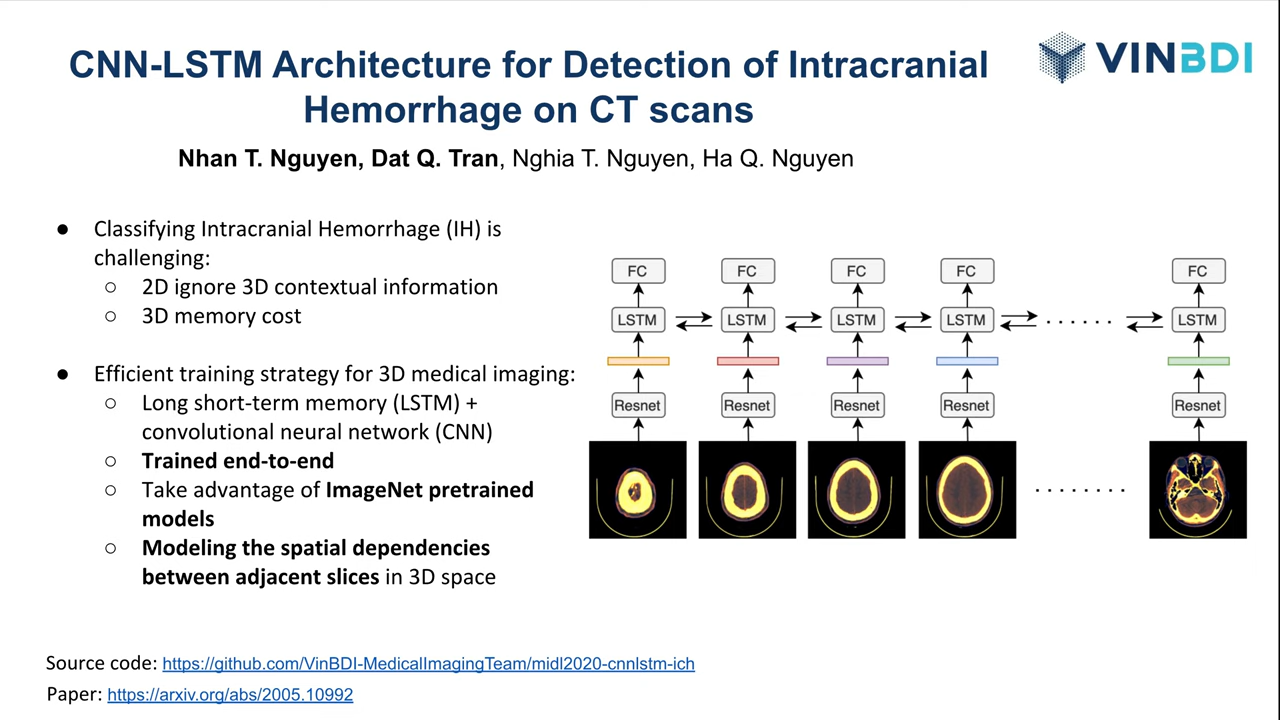 CNN-LSTM Architecture for Detection of Intracranial
Hemorrhage on CT scans
VINBDI
Nhan T. Nguyen, Dat Q. Tran, Nghia T. Nguyen, Ha Q. Nguyen
● Classifying Intracranial Hemorrhage (IH) is
challenging:
○ 2D ignore 3D contextual information
○ 3D memory cost
● Efficient training strategy for 3D medical imaging:
○ Long short-term memory (LSTM) +
convolutional neural network (CNN)
○ Trained end-to-end
○ Take advantage of ImageNet pretrained
models
○ Modeling the spatial dependencies
between adjacent slices in 3D space
FC FC FC FC FC
LSTM LSTM LSTM LSTM . . . . . . LSTM
Resnet Resnet Resnet Resnet Resnet
. . . . . . . .
Source code: https://github.com/VinBDI-MedicalImagingTeam/midl2020-cnnlstm-ich
Paper: https://arxiv.org/abs/2005.10992